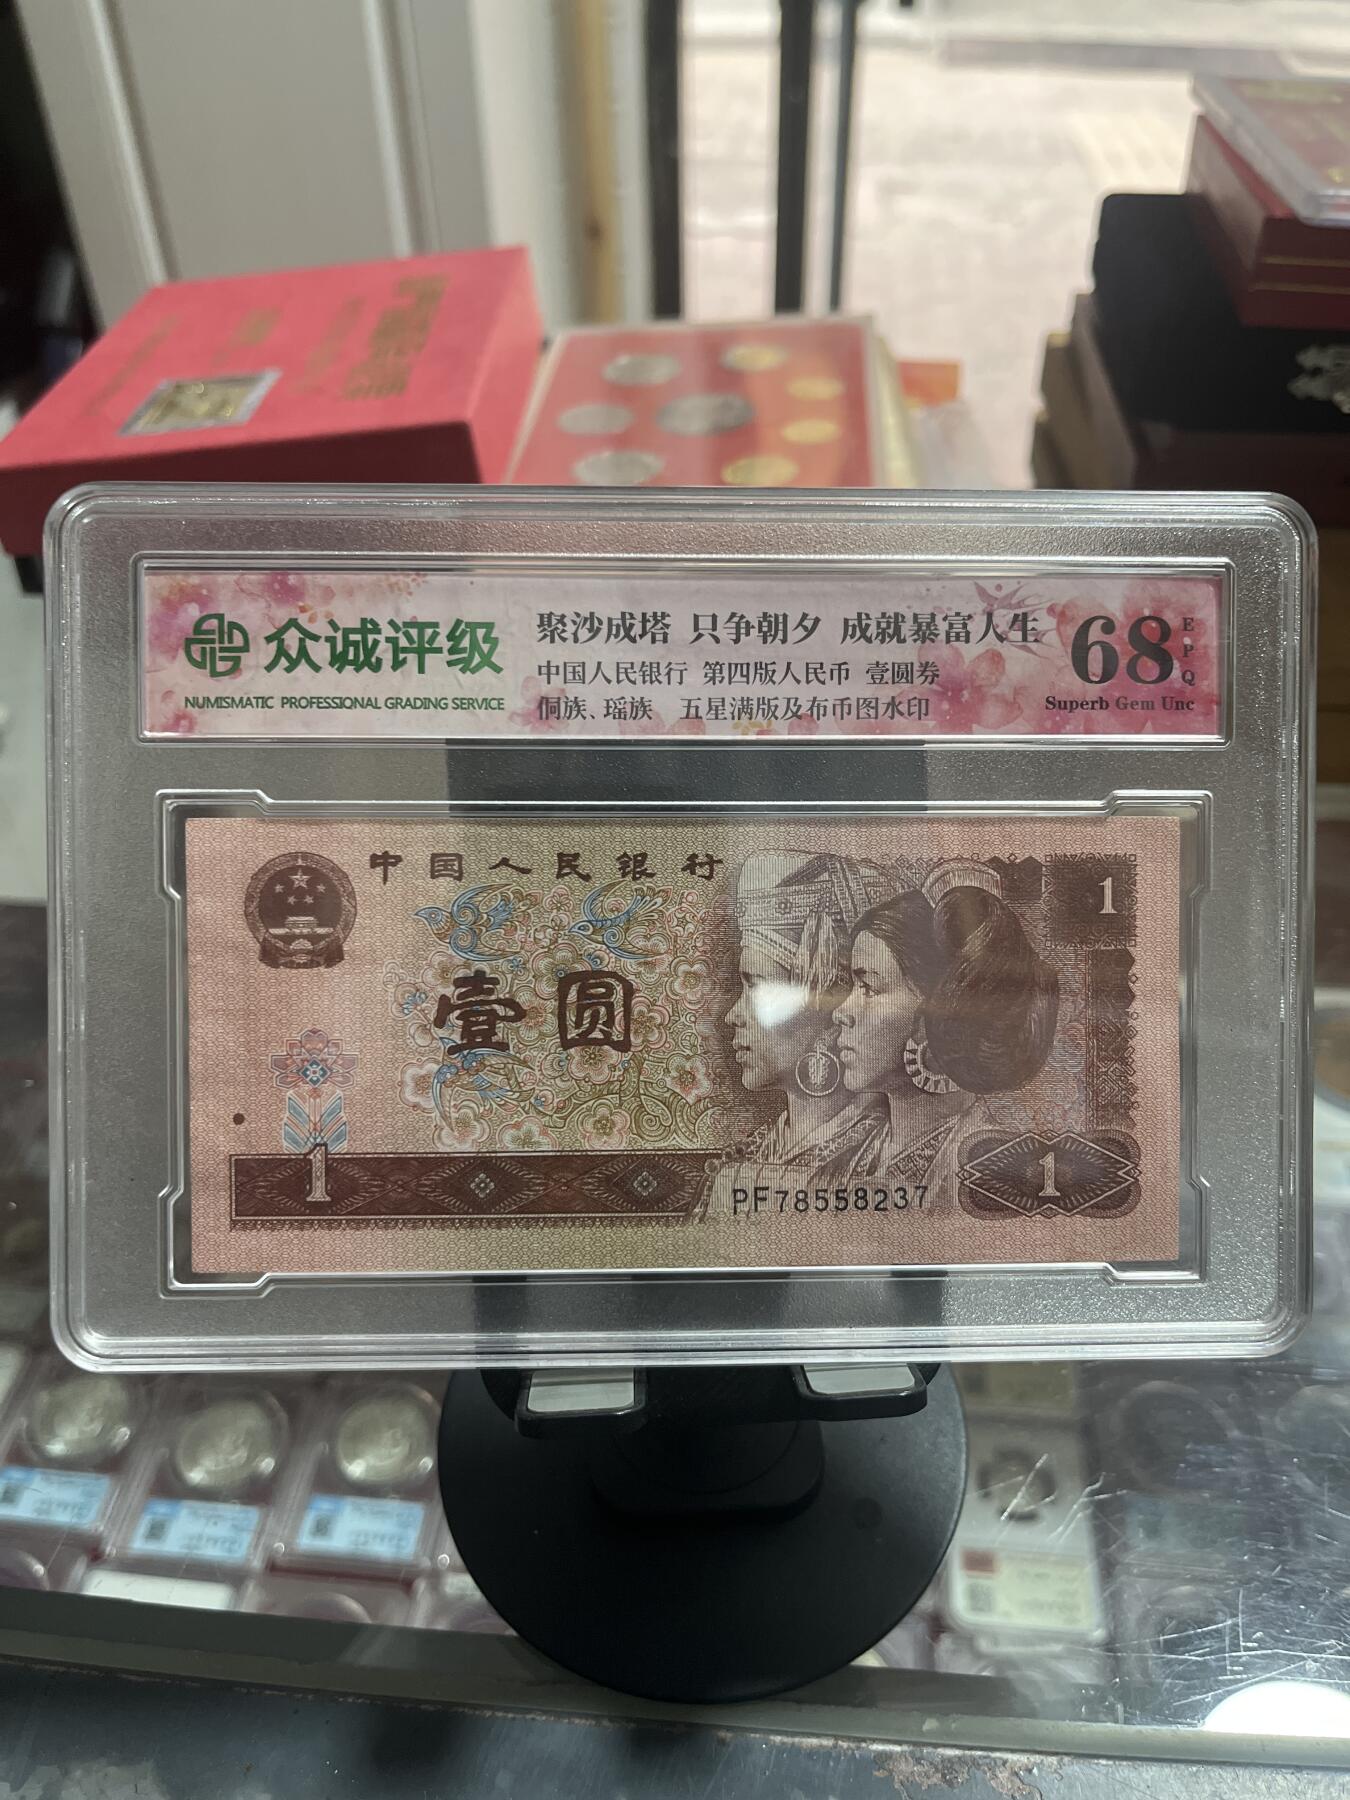 众诚评级
NUMISMATIC PROFESSIONAL GRADING SERVICE
聚沙成塔 只争朝夕 成就暴富人生
中国人民银行 第四版人民币 壹圆券
侗族、瑶族 五星满版及布币图水印
68
EPQ
Superb Gem Unc
中国人民银行
1
壹圆
1
PF78558237
1